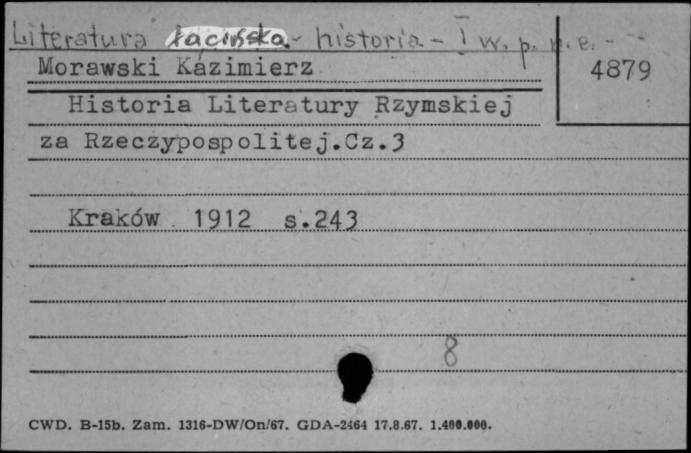 Literatura łacińska - historia - I w. p. n. e. -
Morawski Kazimierz
4879
Historia Literatury Rzymskiej
za Rzeczypospolitej.Cz.3
Kraków 1912 s.243
8
CWD. B-15b. Zam. 1316-DW/On/67. GDA-2464 17.8.67. 1.400.000.